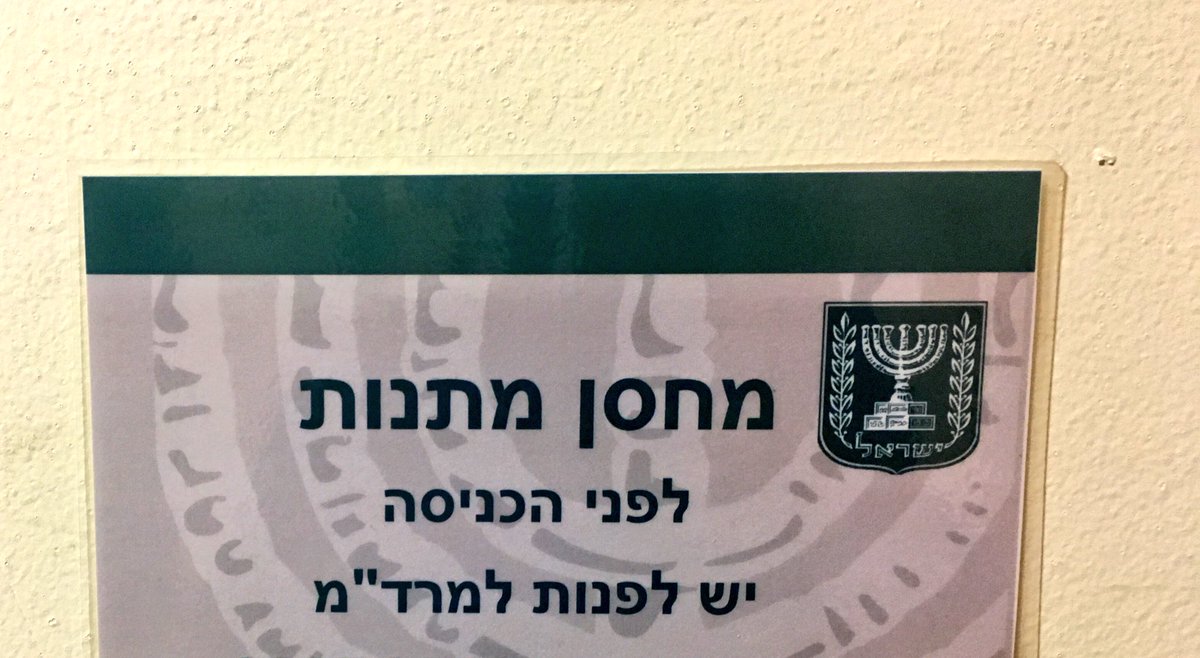 מחסן מתנות
ישראל
לפני הכניסה
יש לפנות למרד"מ